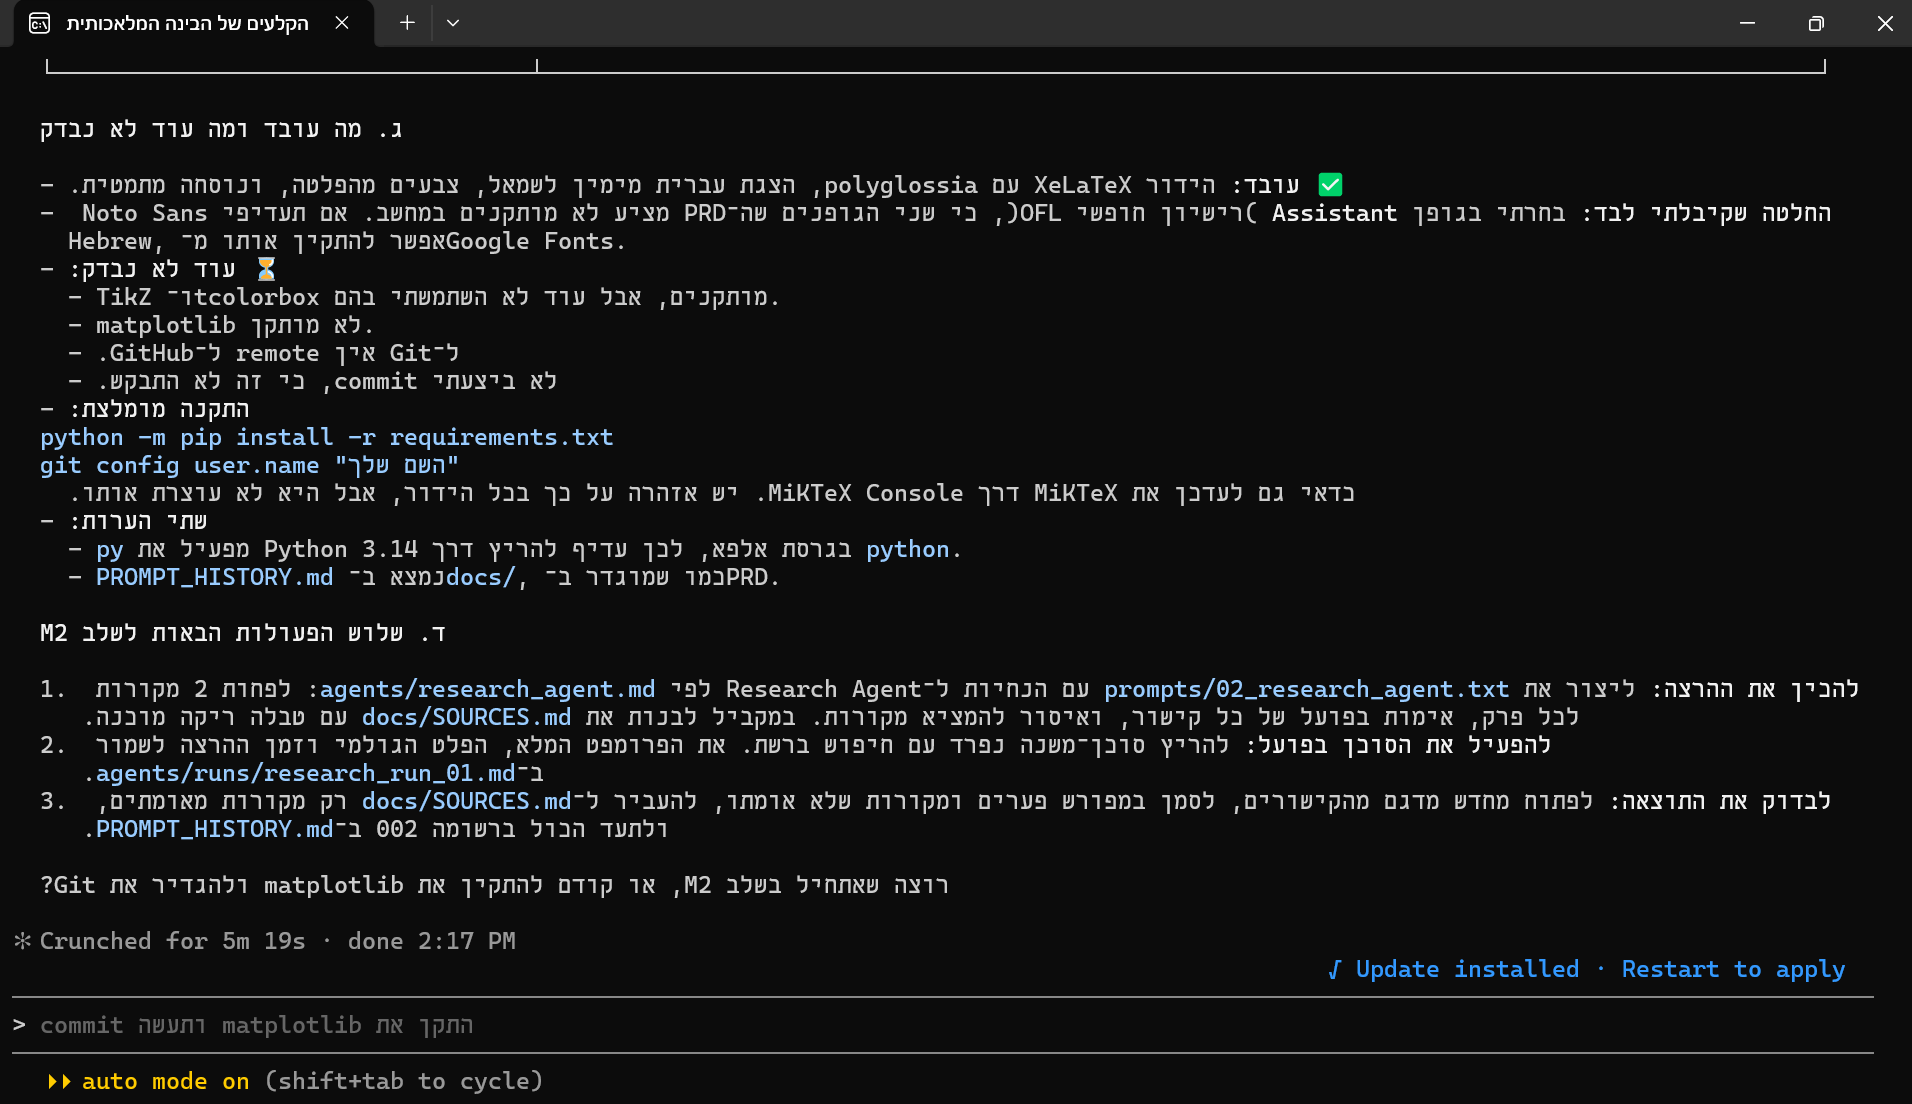 הקלעים של הבינה המלאכותית
ג. מה עובד ומה עוד לא נבדק
- ✅ עובד: הידור XeLaTeX עם polyglossia, הצגת עברית מימין לשמאל, צבעים מהפלטה, ונוסחה מתמטית.
- החלטה שקיבלתי לבד: בחרתי בגופן Assistant (רישיון חופשי OFL), כי שני הגופנים שה־PRD מציע לא מותקנים במחשב. אם תעדיפי Noto Sans
Hebrew, אפשר להתקין אותו מ־Google Fonts.
- ⏳ עוד לא נבדק:
- TikZ ו־tcolorbox מותקנים, אבל עוד לא השתמשתי בהם.
- matplotlib לא מותקן.
- ל־Git אין remote ל־GitHub.
- לא ביצעתי commit, כי זה לא התבקש.
- התקנה מומלצת:
python -m pip install -r requirements.txt
git config user.name "השם שלך"
כדאי גם לעדכן את MiKTeX דרך MiKTeX Console. יש אזהרה על כך בכל הידור, אבל היא לא עוצרת אותו.
- שתי הערות:
- py מפעיל את Python 3.14 בגרסת אלפא, לכן עדיף להריץ דרך python.
- PROMPT_HISTORY.md נמצא ב־docs/, כמו שמוגדר ב־PRD.
ד. שלוש הפעולות הבאות לשלב M2
1. להכין את ההרצה: ליצור את prompts/02_research_agent.txt עם הנחיות ל־Research Agent לפי agents/research_agent.md: לפחות 2 מקורות
לכל פרק, אימות בפועל של כל קישור, ואיסור להמציא מקורות. במקביל לבנות את docs/SOURCES.md עם טבלה ריקה מוכנה.
2. להפעיל את הסוכן בפועל: להריץ סוכן־משנה נפרד עם חיפוש ברשת. את הפרומפט המלא, הפלט הגולמי וזמן ההרצה לשמור
ב־agents/runs/research_run_01.md.
3. לבדוק את התוצאה: לפתוח מחדש מדגם מהקישורים, לסמן במפורש פערים ומקורות שלא אומתו, להעביר ל־docs/SOURCES.md רק מקורות מאומתים,
ולתעד הכול ברשומה 002 ב־PROMPT_HISTORY.md.
רוצה שאתחיל בשלב M2, או קודם להתקין את matplotlib ולהגדיר את Git?
✻ Crunched for 5m 19s · done 2:17 PM
√ Update installed · Restart to apply
> התקן את matplotlib ותעשה commit
⏵⏵ auto mode on (shift+tab to cycle)